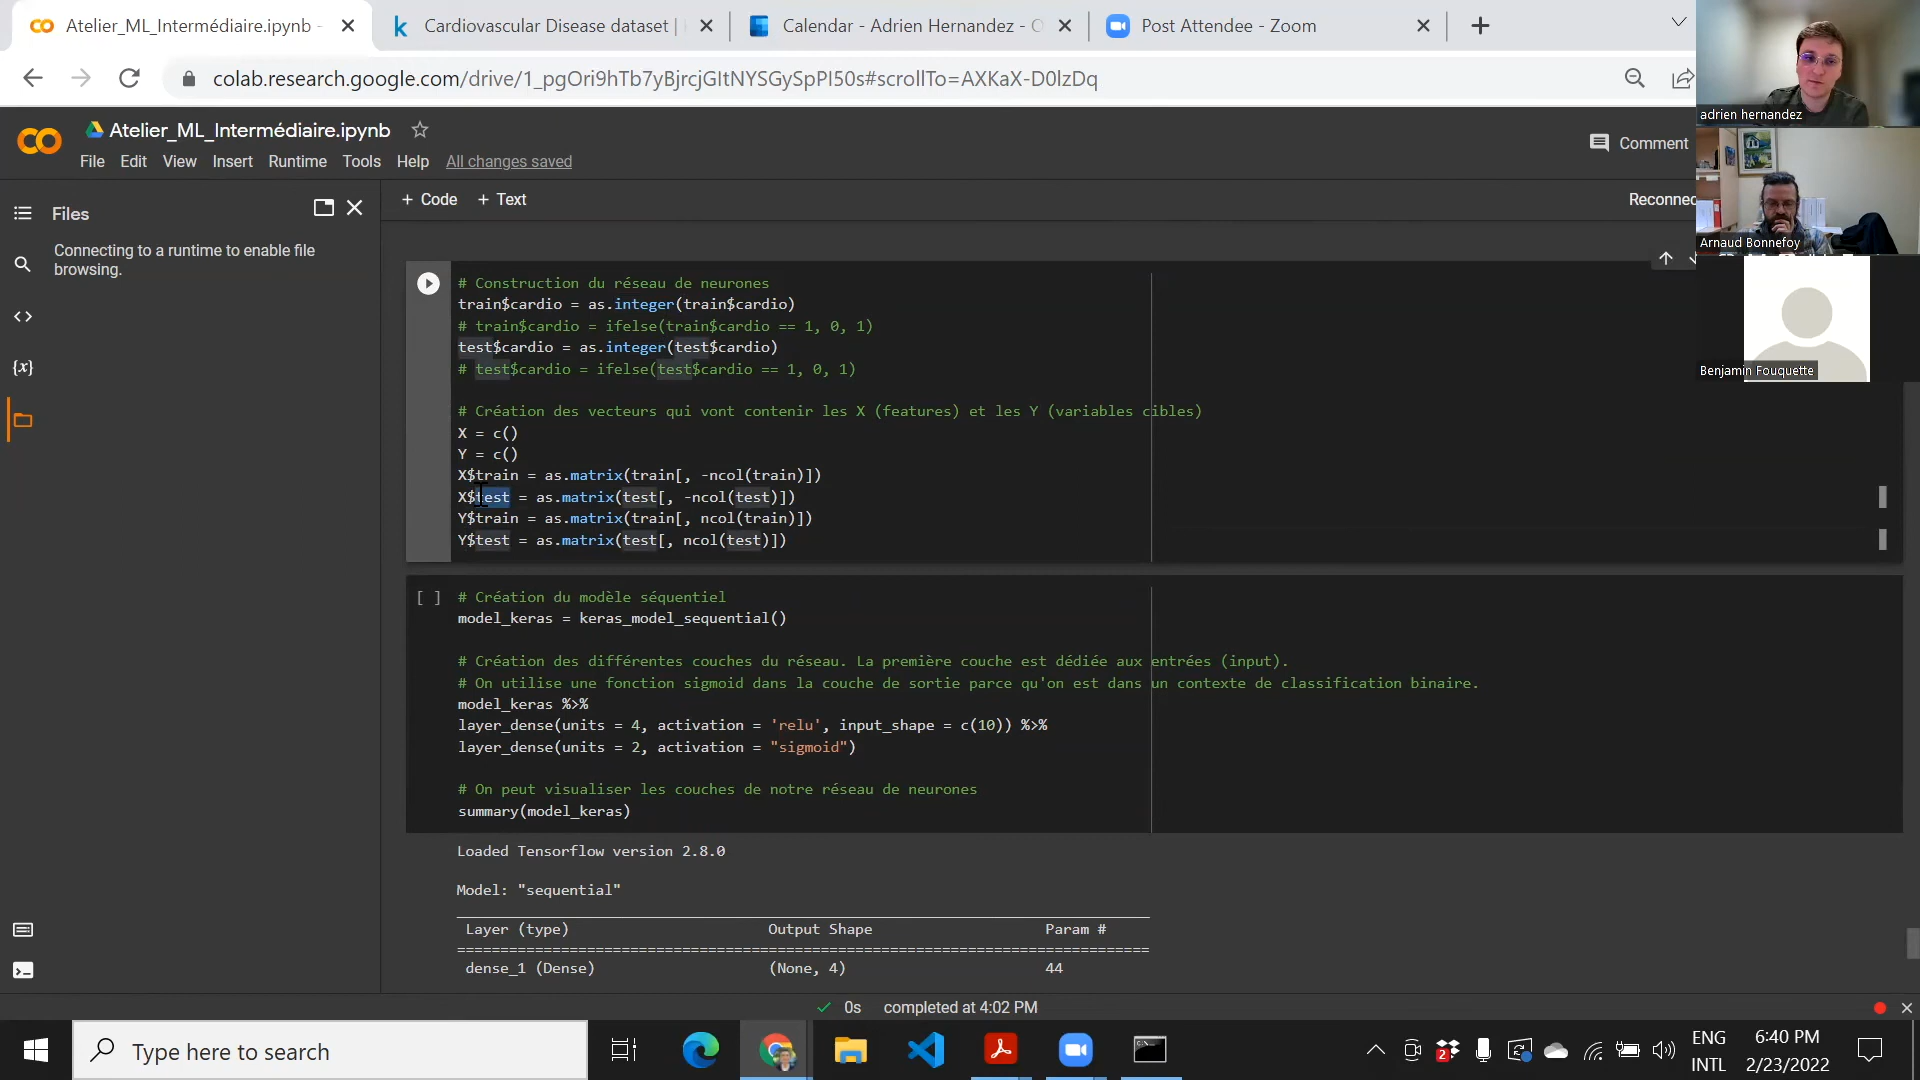 Atelier_ML_Intermédiaire.ipynb -
Cardiovascular Disease dataset |
Calendar - Adrien Hernandez - O
Post Attendee - Zoom
colab.research.google.com/drive/1_pgOri9hTb7yBjrcjGItNYSGySpPI50s#scrollTo=AXKaX-D0lzDq
adrien hernandez
Atelier_ML_Intermédiaire.ipynb
Comment
File Edit View Insert Runtime Tools Help All changes saved
Files
+ Code + Text
Reconnec
Connecting to a runtime to enable file
browsing.
Arnaud Bonnefoy
Benjamin Fouquette
# Construction du réseau de neurones
train$cardio = as.integer(train$cardio)
# train$cardio = ifelse(train$cardio == 1, 0, 1)
test$cardio = as.integer(test$cardio)
# test$cardio = ifelse(test$cardio == 1, 0, 1)
# Création des vecteurs qui vont contenir les X (features) et les Y (variables cibles)
X = c()
Y = c()
X$train = as.matrix(train[, -ncol(train)])
X$test = as.matrix(test[, -ncol(test)])
Y$train = as.matrix(train[, ncol(train)])
Y$test = as.matrix(test[, ncol(test)])
[ ] # Création du modèle séquentiel
model_keras = keras_model_sequential()
# Création des différentes couches du réseau. La première couche est dédiée aux entrées (input).
# On utilise une fonction sigmoid dans la couche de sortie parce qu'on est dans un contexte de classification binaire.
model_keras %>%
layer_dense(units = 4, activation = 'relu', input_shape = c(10)) %>%
layer_dense(units = 2, activation = "sigmoid")
# On peut visualiser les couches de notre réseau de neurones
summary(model_keras)
Loaded Tensorflow version 2.8.0
Model: "sequential"
Layer (type) Output Shape Param #
dense_1 (Dense) (None, 4) 44
0s completed at 4:02 PM
Type here to search
2
ENG
INTL
6:40 PM
2/23/2022